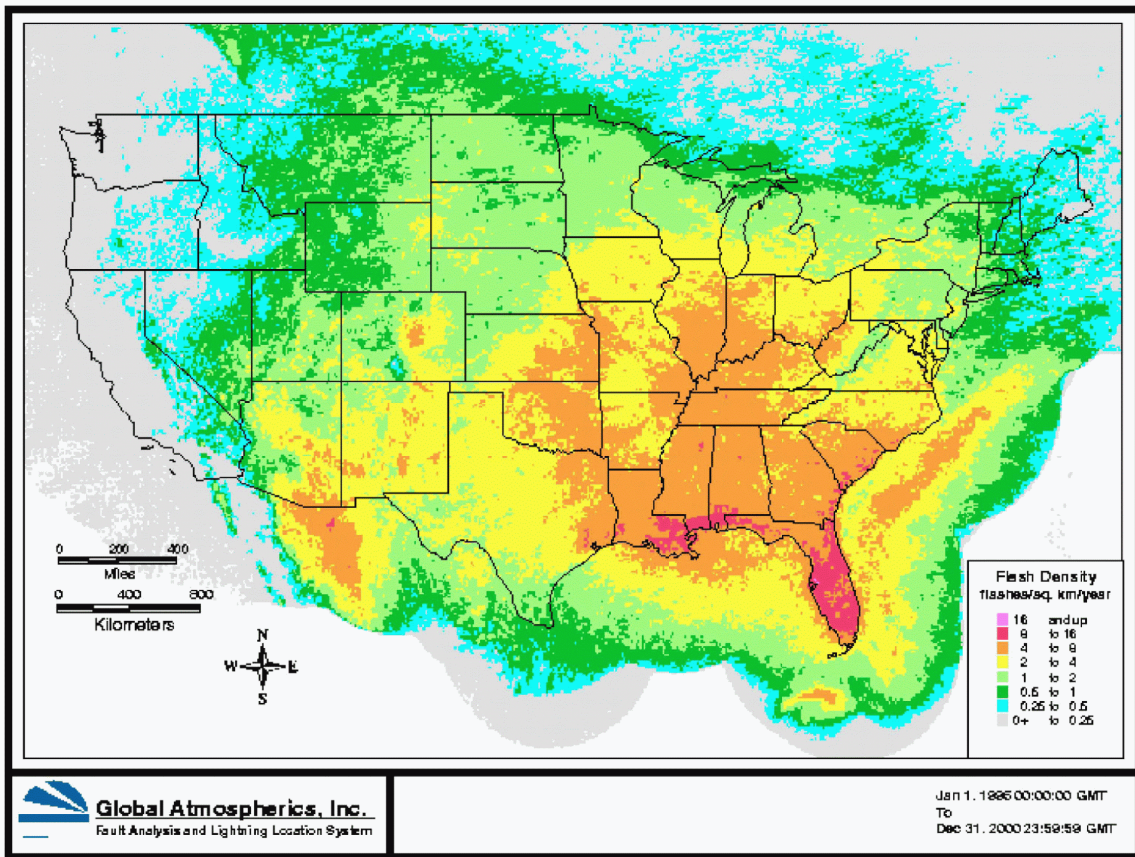 0 200 400
Miles
0 400 800
Kilometers
N
W E
S
Flash Density
flashes/sq. km/year
16 and up
8 to 16
4 to 8
2 to 4
1 to 2
0.5 to 1
0.25 to 0.5
0+ to 0.25
Global Atmospherics, Inc.
Fault Analysis and Lightning Location System
Jan 1, 1996 00:00:00 GMT
To
Dec 31, 2000 23:59:59 GMT